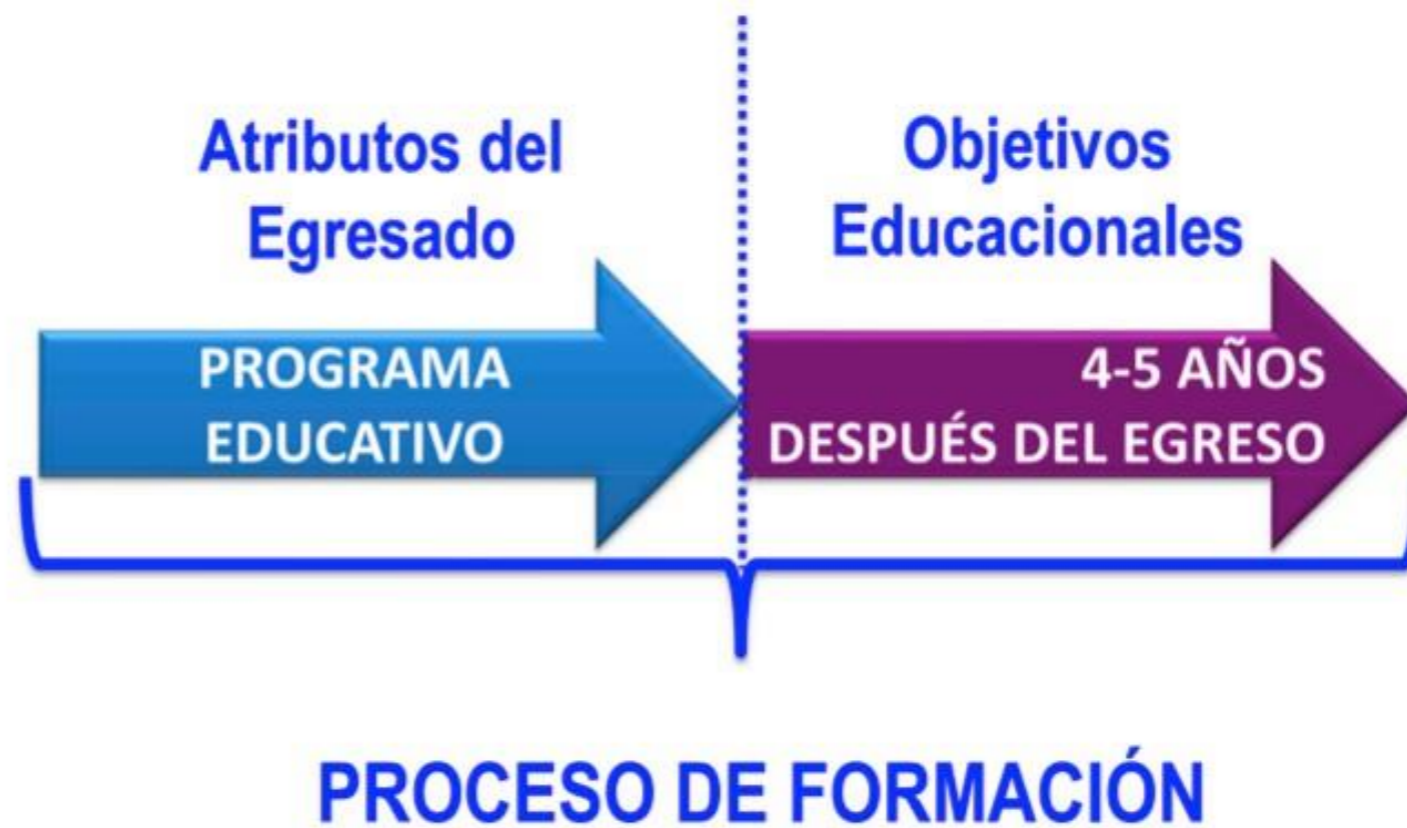 Atributos del
Egresado
Objetivos
Educacionales
PROGRAMA
EDUCATIVO
4-5 AÑOS
DESPUÉS DEL EGRESO
PROCESO DE FORMACIÓN